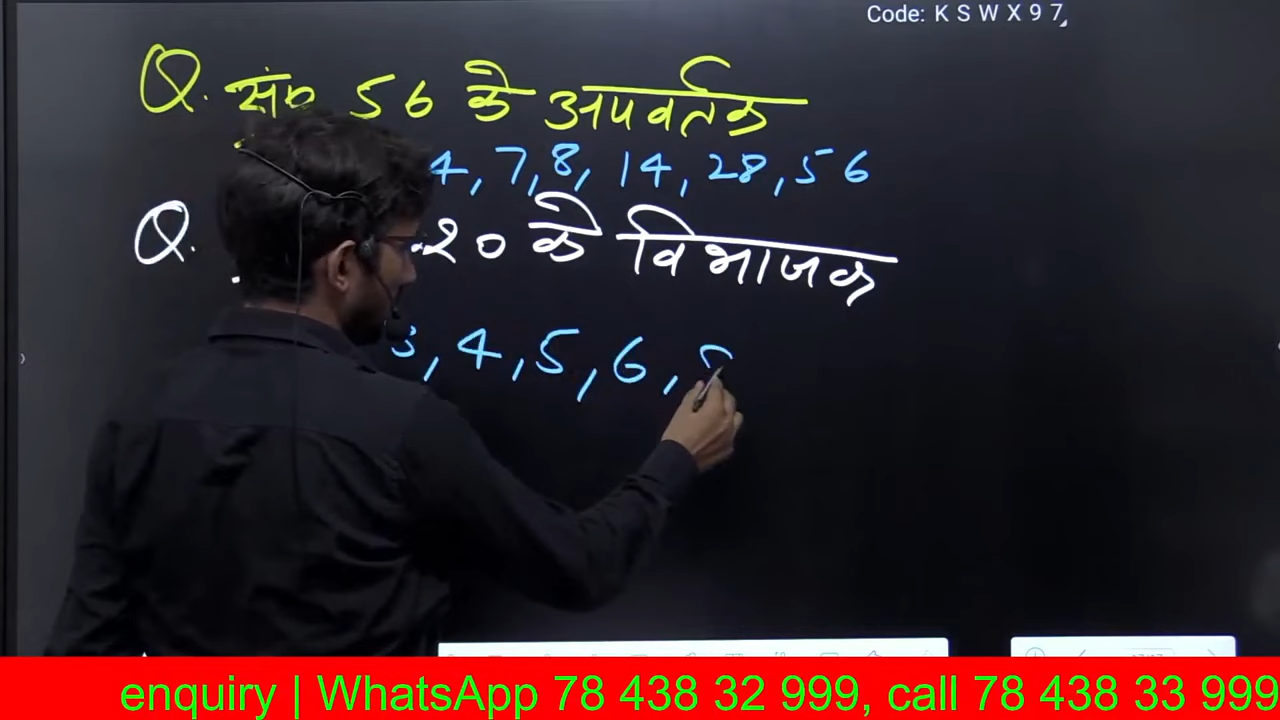 Code: K S W X 9 7
Q. सं० 56 के अपवर्तक
4, 7, 8, 14, 28, 56
Q. 20 के विभाजक
3, 4, 5, 6,
enquiry | WhatsApp 78 438 32 999, call 78 438 33 999